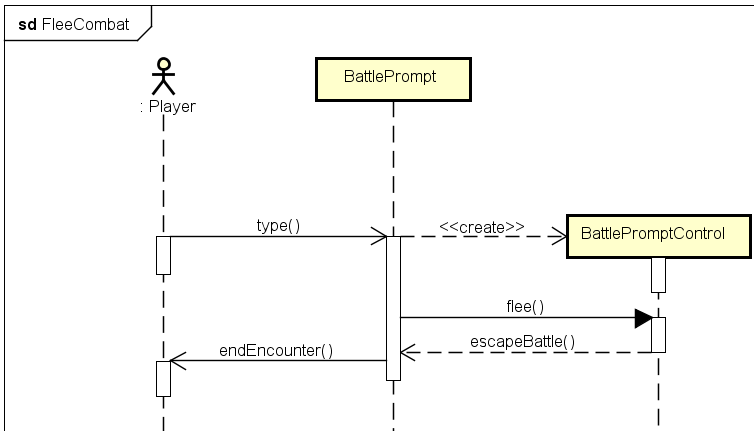 sd FleeCombat
BattlePrompt
: Player
type()
<<create>>
BattlePromptControl
flee()
escapeBattle()
endEncounter()